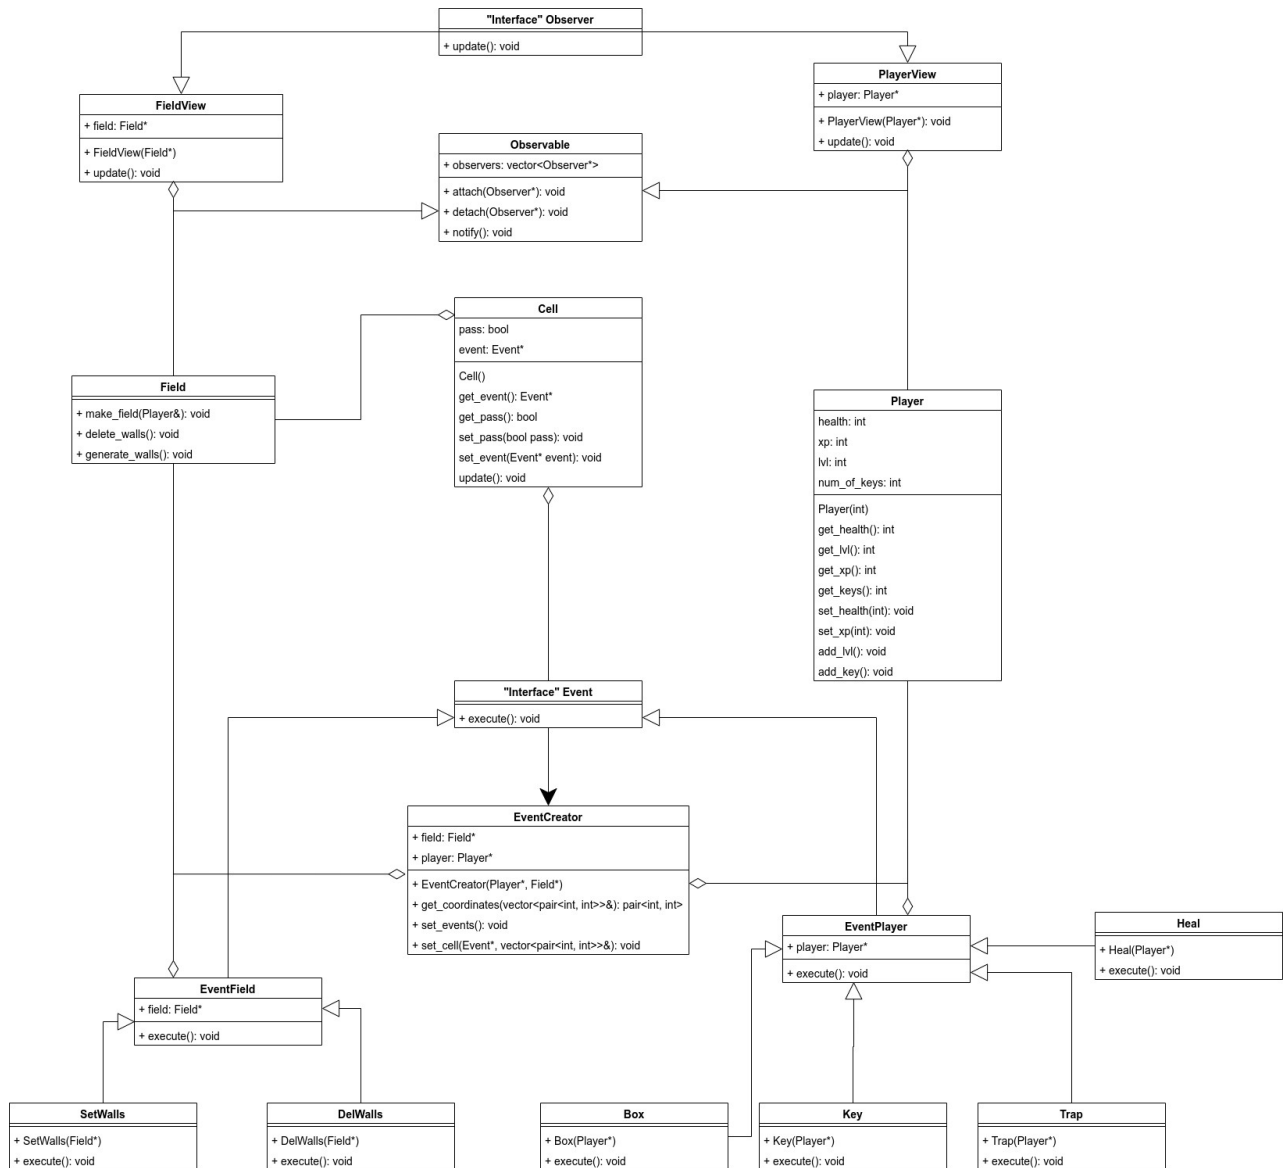 "Interface" Observer
+ update(): void
PlayerView
+ player: Player*
+ PlayerView(Player*): void
+ update(): void
FieldView
+ field: Field*
+ FieldView(Field*)
+ update(): void
Observable
+ observers: vector<Observer*>
+ attach(Observer*): void
+ detach(Observer*): void
+ notify(): void
Cell
pass: bool
event: Event*
Cell()
get_event(): Event*
get_pass(): bool
set_pass(bool pass): void
set_event(Event* event): void
update(): void
Field
+ make_field(Player&): void
+ delete_walls(): void
+ generate_walls(): void
Player
health: int
xp: int
lvl: int
num_of_keys: int
Player(int)
get_health(): int
get_lvl(): int
get_xp(): int
get_keys(): int
set_health(int): void
set_xp(int): void
add_lvl(): void
add_key(): void
"Interface" Event
+ execute(): void
EventCreator
+ field: Field*
+ player: Player*
+ EventCreator(Player*, Field*)
+ get_coordinates(vector<pair<int, int>>&): pair<int, int>
+ set_events(): void
+ set_cell(Event*, vector<pair<int, int>>&): void
EventPlayer
+ player: Player*
+ execute(): void
Heal
+ Heal(Player*)
+ execute(): void
EventField
+ field: Field*
+ execute(): void
SetWalls
+ SetWalls(Field*)
+ execute(): void
DelWalls
+ DelWalls(Field*)
+ execute(): void
Box
+ Box(Player*)
+ execute(): void
Key
+ Key(Player*)
+ execute(): void
Trap
+ Trap(Player*)
+ execute(): void